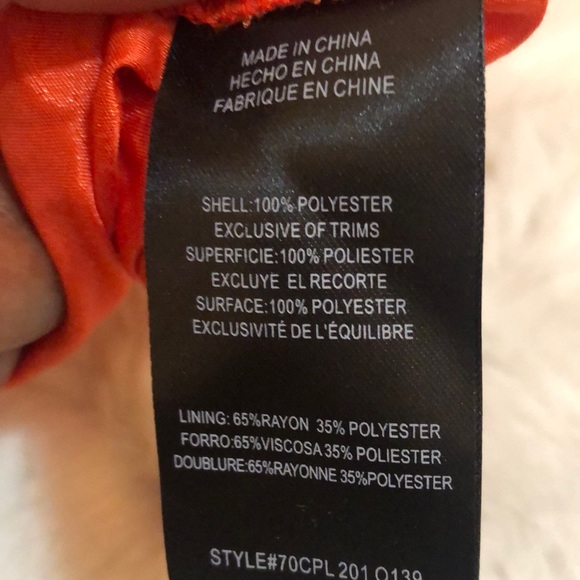 MADE IN CHINA
HECHO EN CHINA
FABRIQUE EN CHINE
SHELL:100% POLYESTER
EXCLUSIVE OF TRIMS
SUPERFICIE:100% POLIESTER
EXCLUYE EL RECORTE
SURFACE:100% POLYESTER
EXCLUSIVITÉ DE L'ÉQUILIBRE
LINING: 65%RAYON 35% POLYESTER
FORRO:65%VISCOSA 35% POLIESTER
DOUBLURE:65%RAYONNE 35%POLYESTER
STYLE#70CPL 201 O139